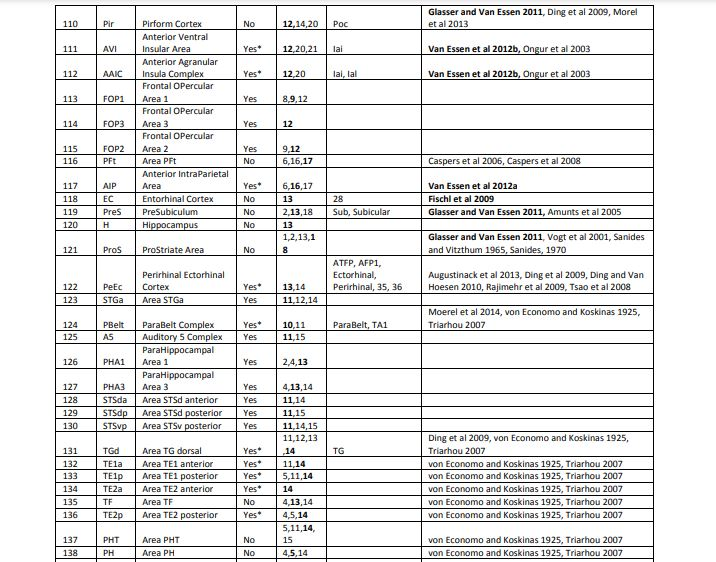 110 Pir Pirform Cortex No 12,14,20 Poc Glasser and Van Essen 2011, Ding et al 2009, Morel et al 2013
111 AVI Anterior Ventral Insular Area Yes* 12,20,21 Iai Van Essen et al 2012b, Ongur et al 2003
112 AAIC Anterior Agranular Insula Complex Yes* 12,20 Iai, Ial Van Essen et al 2012b, Ongur et al 2003
113 FOP1 Frontal OPercular Area 1 Yes 8,9,12
114 FOP3 Frontal OPercular Area 3 Yes 12
115 FOP2 Frontal OPercular Area 2 Yes 9,12
116 PFt Area PFt No 6,16,17 Caspers et al 2006, Caspers et al 2008
117 AIP Anterior IntraParietal Area Yes* 6,16,17 Van Essen et al 2012a
118 EC Entorhinal Cortex No 13 28 Fischl et al 2009
119 PreS PreSubiculum No 2,13,18 Sub, Subicular Glasser and Van Essen 2011, Amunts et al 2005
120 H Hippocampus No 13
121 ProS ProStriate Area No 1,2,13,18 Glasser and Van Essen 2011, Vogt et al 2001, Sanides and Vitzthum 1965, Sanides, 1970
122 PeEc Perirhinal Ectorhinal Cortex Yes* 13,14 ATFP, AFP1, Ectorhinal, Perirhinal, 35, 36 Augustinack et al 2013, Ding et al 2009, Ding and Van Hoesen 2010, Rajimehr et al 2009, Tsao et al 2008
123 STGa Area STGa Yes 11,12,14
124 PBelt ParaBelt Complex Yes* 10,11 ParaBelt, TA1 Moerel et al 2014, von Economo and Koskinas 1925, Triarhou 2007
125 A5 Auditory 5 Complex Yes 11,15
126 PHA1 ParaHippocampal Area 1 Yes 2,4,13
127 PHA3 ParaHippocampal Area 3 Yes 4,13,14
128 STSda Area STSd anterior Yes 11,14
129 STSdp Area STSd posterior Yes 11,15
130 STSvp Area STSv posterior Yes 11,14,15
131 TGd Area TG dorsal Yes* 11,12,13,14 TG Ding et al 2009, von Economo and Koskinas 1925, Triarhou 2007
132 TE1a Area TE1 anterior Yes* 11,14 von Economo and Koskinas 1925, Triarhou 2007
133 TE1p Area TE1 posterior Yes* 5,11,14 von Economo and Koskinas 1925, Triarhou 2007
134 TE2a Area TE2 anterior Yes* 14 von Economo and Koskinas 1925, Triarhou 2007
135 TF Area TF No 4,13,14 von Economo and Koskinas 1925, Triarhou 2007
136 TE2p Area TE2 posterior Yes* 4,5,14 von Economo and Koskinas 1925, Triarhou 2007
137 PHT Area PHT No 5,11,14,15 von Economo and Koskinas 1925, Triarhou 2007
138 PH Area PH No 4,5,14 von Economo and Koskinas 1925, Triarhou 2007